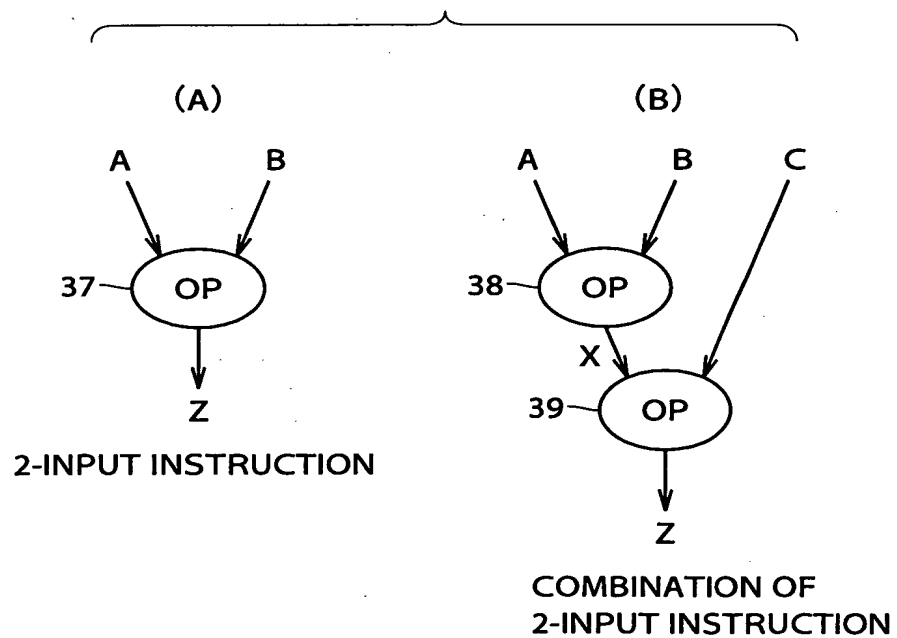 (A)
A B
37 OP
Z
2-INPUT INSTRUCTION
(B)
A B C
38 OP
X
39 OP
Z
COMBINATION OF
2-INPUT INSTRUCTION